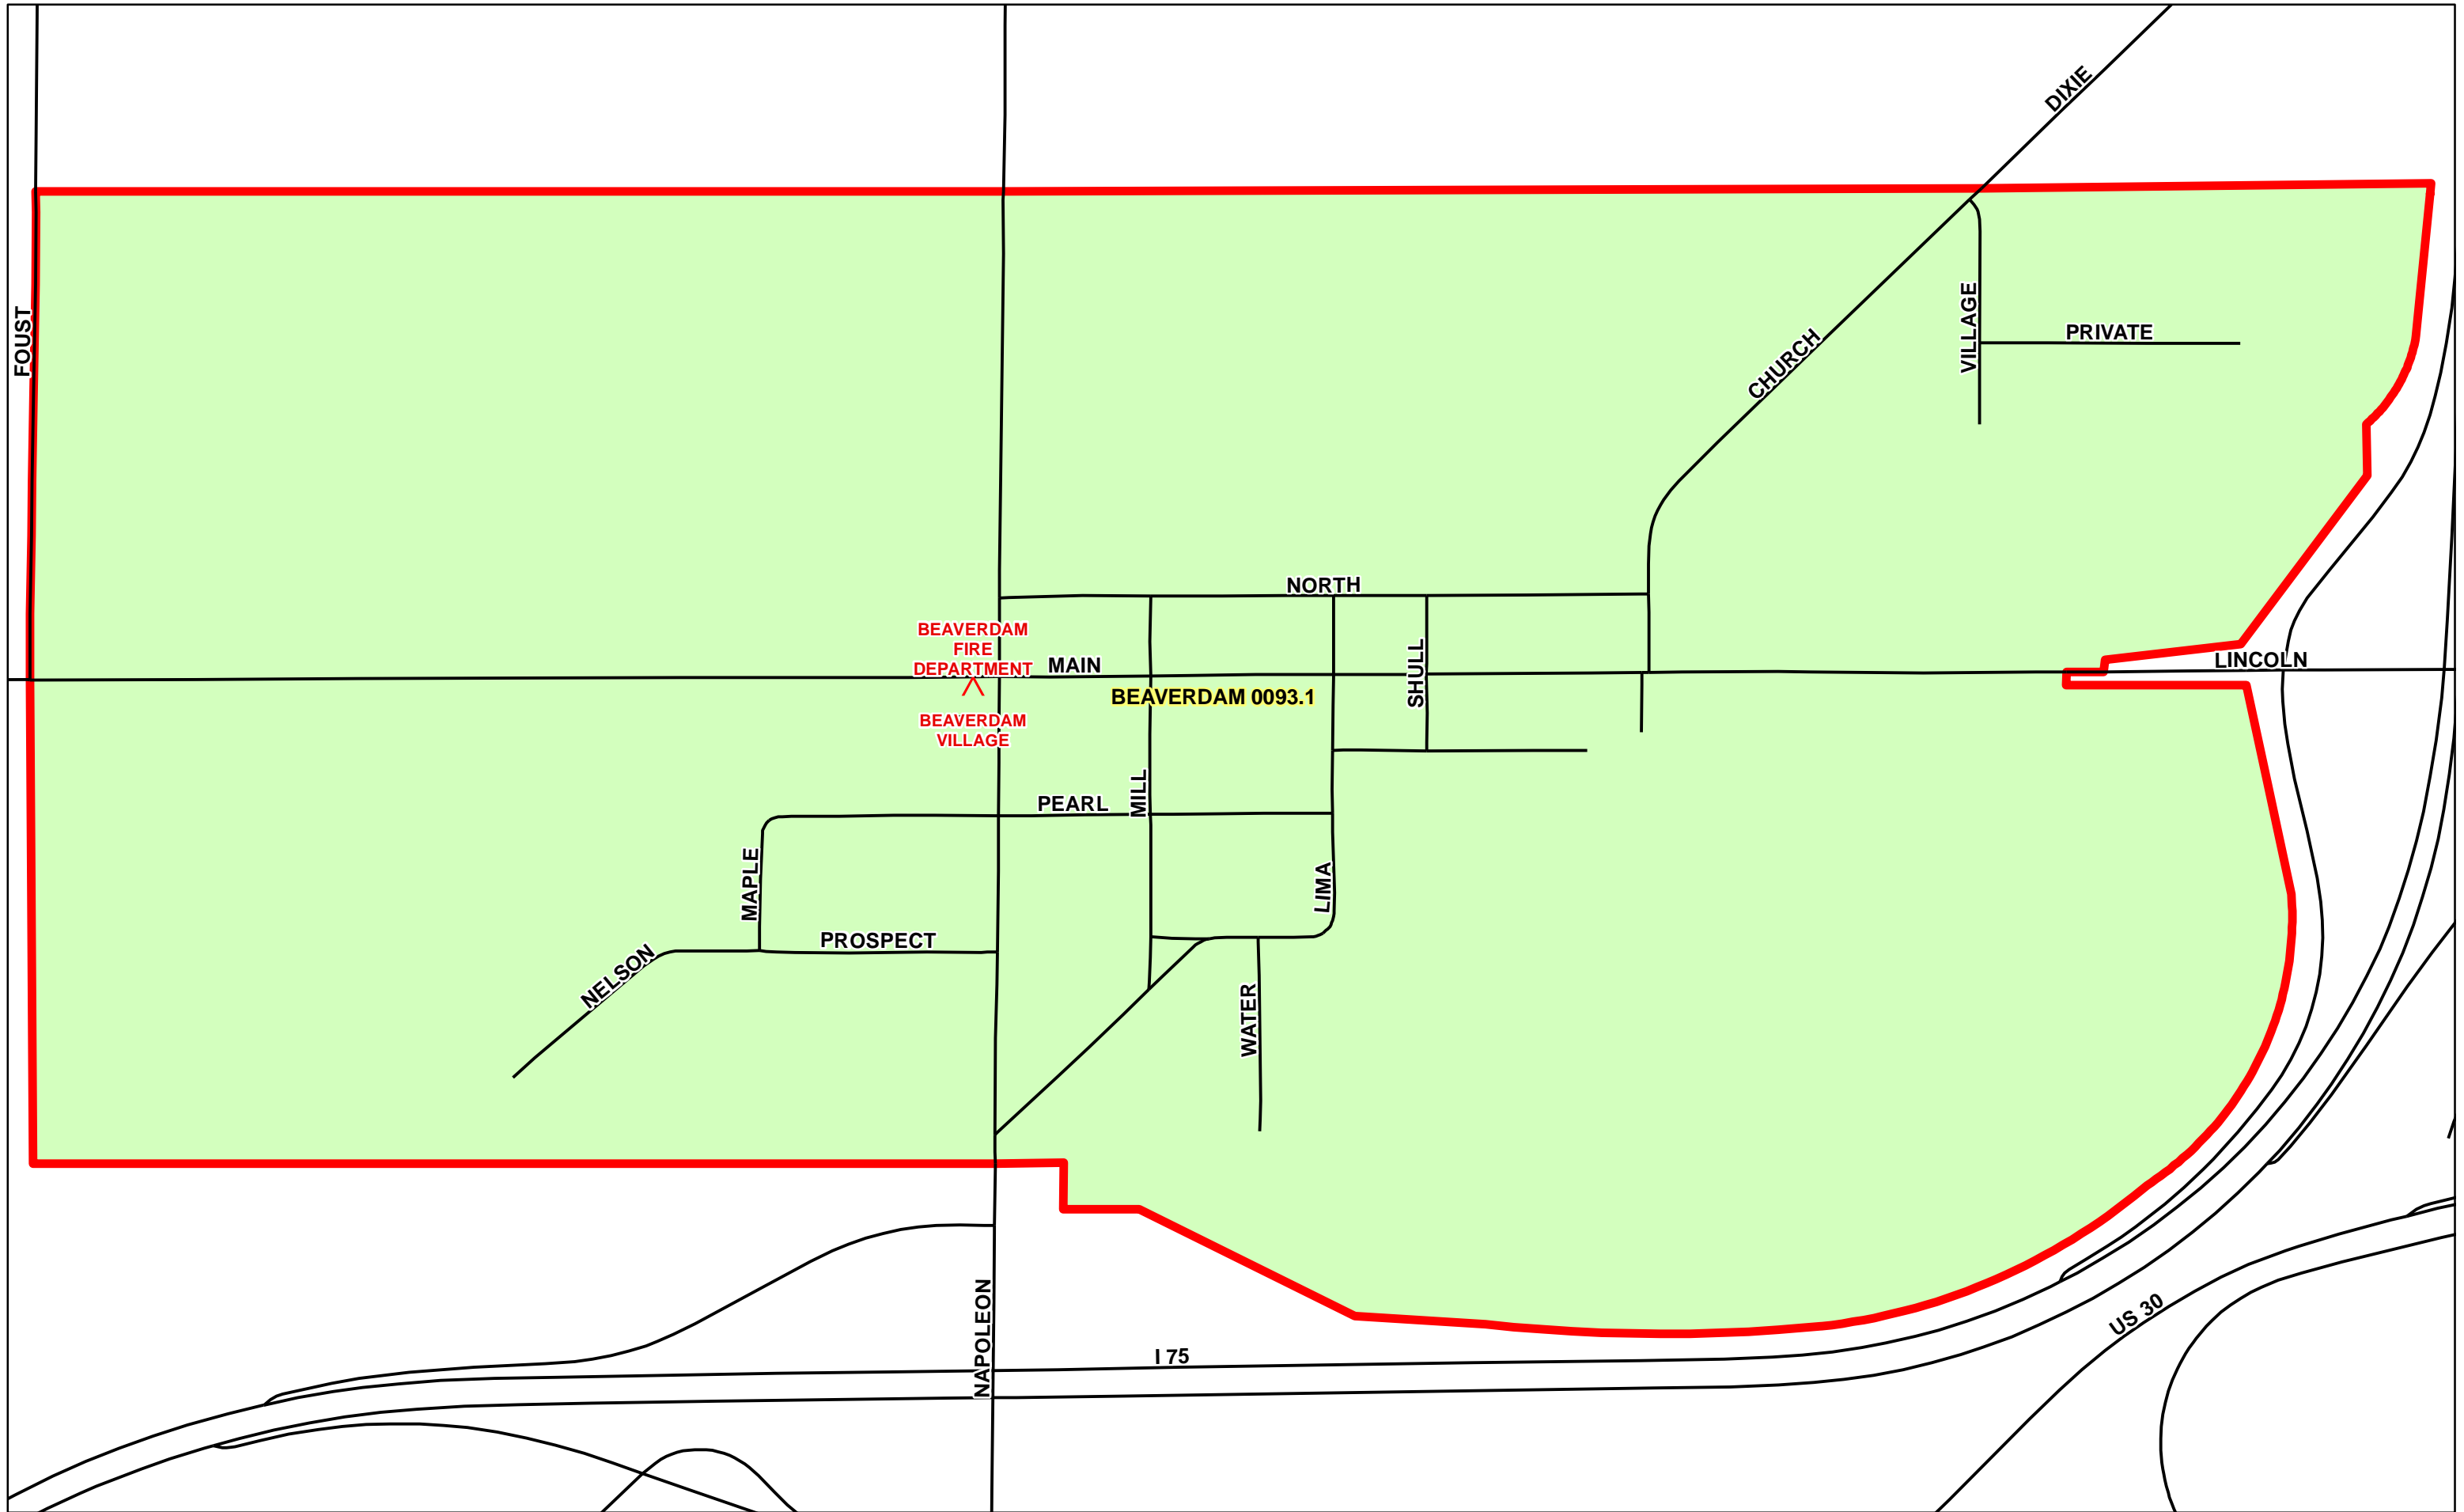 DIXIE
FOUST
VILLAGE
PRIVATE
CHURCH
NORTH
BEAVERDAM
FIRE
DEPARTMENT
MAIN
LINCOLN
SHULL
BEAVERDAM 0093.1
BEAVERDAM
VILLAGE
MILL
PEARL
MAPLE
LIMA
PROSPECT
NELSON
WATER
NAPOLEON
US 30
I 75